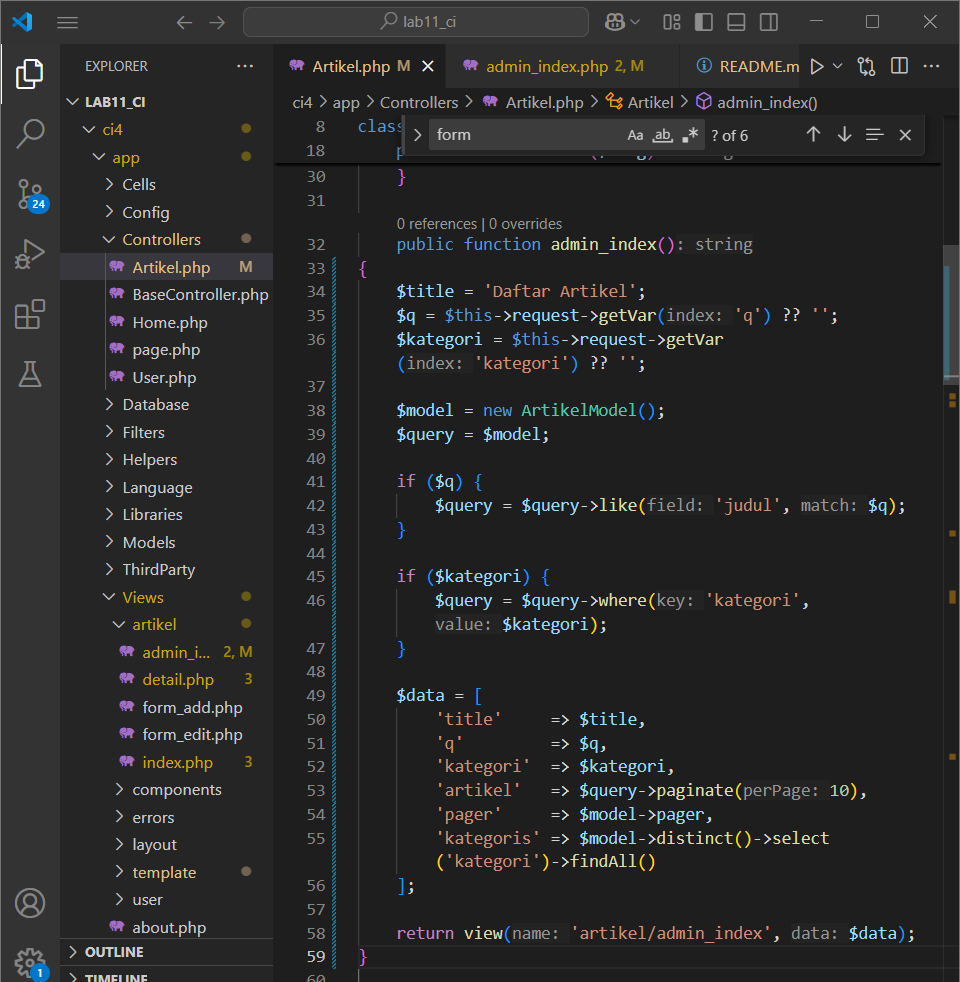 lab11_ci
EXPLORER
LAB11_CI
ci4
app
Cells
Config
Controllers
Artikel.php M
BaseController.php
Home.php
page.php
User.php
Database
Filters
Helpers
Language
Libraries
Models
ThirdParty
Views
artikel
admin_i... 2, M
detail.php 3
form_add.php
form_edit.php
index.php 3
components
errors
layout
template
user
about.php
OUTLINE
TIMELINE
24
1
Artikel.php M
admin_index.php 2, M
README.m
ci4 > app > Controllers > Artikel.php > Artikel > admin_index()
form Aa ab ? of 6
8 class
18
30 }
31
0 references | 0 overrides
32 public function admin_index(): string
33 {
34 $title = 'Daftar Artikel';
35 $q = $this->request->getVar(index: 'q') ?? '';
36 $kategori = $this->request->getVar
(index: 'kategori') ?? '';
37
38 $model = new ArtikelModel();
39 $query = $model;
40
41 if ($q) {
42 $query = $query->like(field: 'judul', match: $q);
43 }
44
45 if ($kategori) {
46 $query = $query->where(key: 'kategori',
value: $kategori);
47 }
48
49 $data = [
50 'title' => $title,
51 'q' => $q,
52 'kategori' => $kategori,
53 'artikel' => $query->paginate(perPage: 10),
54 'pager' => $model->pager,
55 'kategoris' => $model->distinct()->select
('kategori')->findAll()
56 ];
57
58 return view(name: 'artikel/admin_index', data: $data);
59 }
60